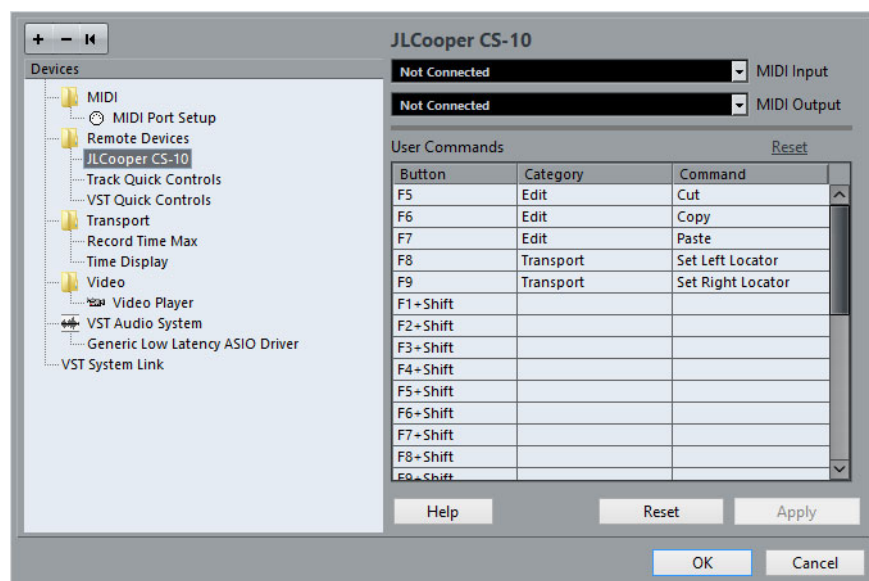 Devices
MIDI
MIDI Port Setup
Remote Devices
JLCooper CS-10
Track Quick Controls
VST Quick Controls
Transport
Record Time Max
Time Display
Video
Video Player
VST Audio System
Generic Low Latency ASIO Driver
VST System Link
JLCooper CS-10
Not Connected MIDI Input
Not Connected MIDI Output
User Commands Reset
Button Category Command
F5 Edit Cut
F6 Edit Copy
F7 Edit Paste
F8 Transport Set Left Locator
F9 Transport Set Right Locator
F1+Shift
F2+Shift
F3+Shift
F4+Shift
F5+Shift
F6+Shift
F7+Shift
F8+Shift
F9+Shift
Help Reset Apply
OK Cancel